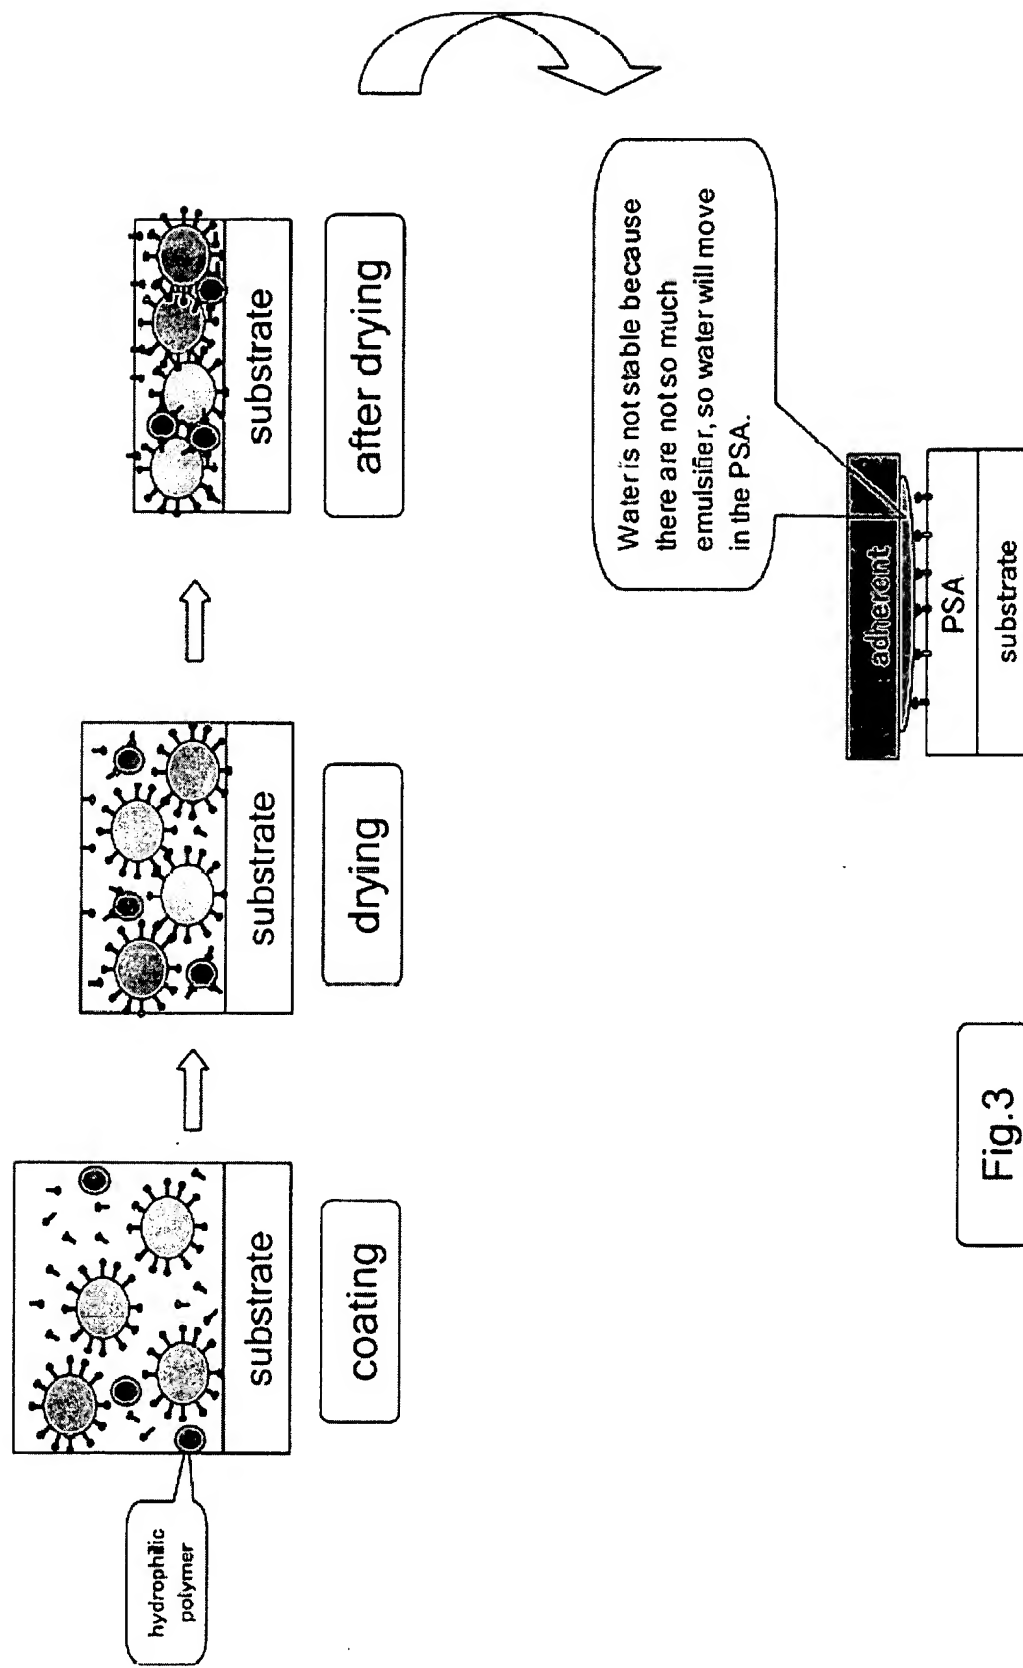 hydrophilic
polymer
substrate
coating
substrate
drying
substrate
after drying
Water is not stable because
there are not so much
emulsifier, so water will move
in the PSA.
adherent
PSA
substrate
Fig.3